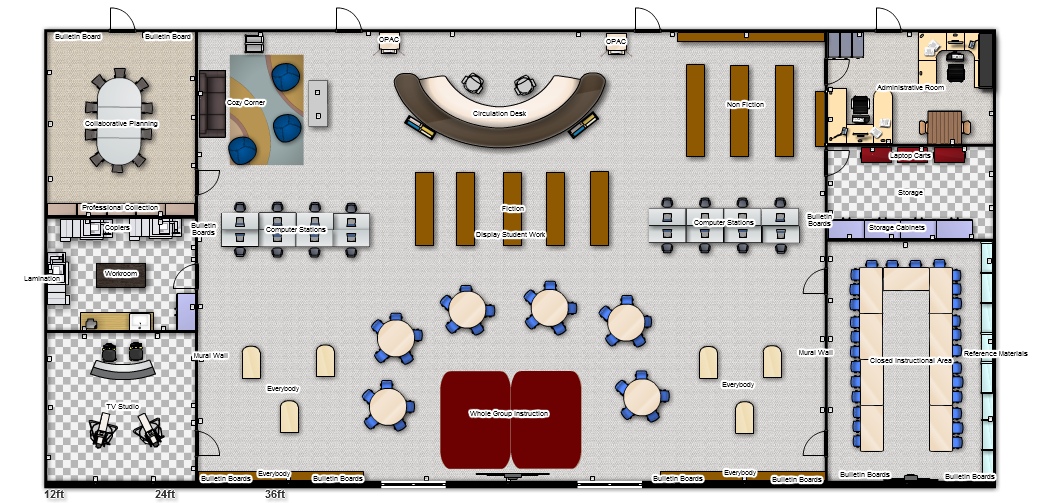 Bulletin Board
Bulletin Board
OPAC
OPAC
Administrative Room
Cozy Corner
Non Fiction
Circulation Desk
Collaborative Planning
Laptop Carts
Storage
Professional Collection
Fiction
Copiers
Bulletin
Boards
Computer Stations
Display Student Work
Computer Stations
Bulletin
Boards
Storage Cabinets
Lamination
Workroom
Mural Wall
Mural Wall
Reference Materials
Closed Instructional Area
Everybody
Everybody
TV Studio
Whole Group Instruction
Bulletin Boards
Everybody
Bulletin Boards
Bulletin Boards
Everybody
Bulletin Boards
Bulletin Boards
Bulletin Boards
12ft
24ft
36ft